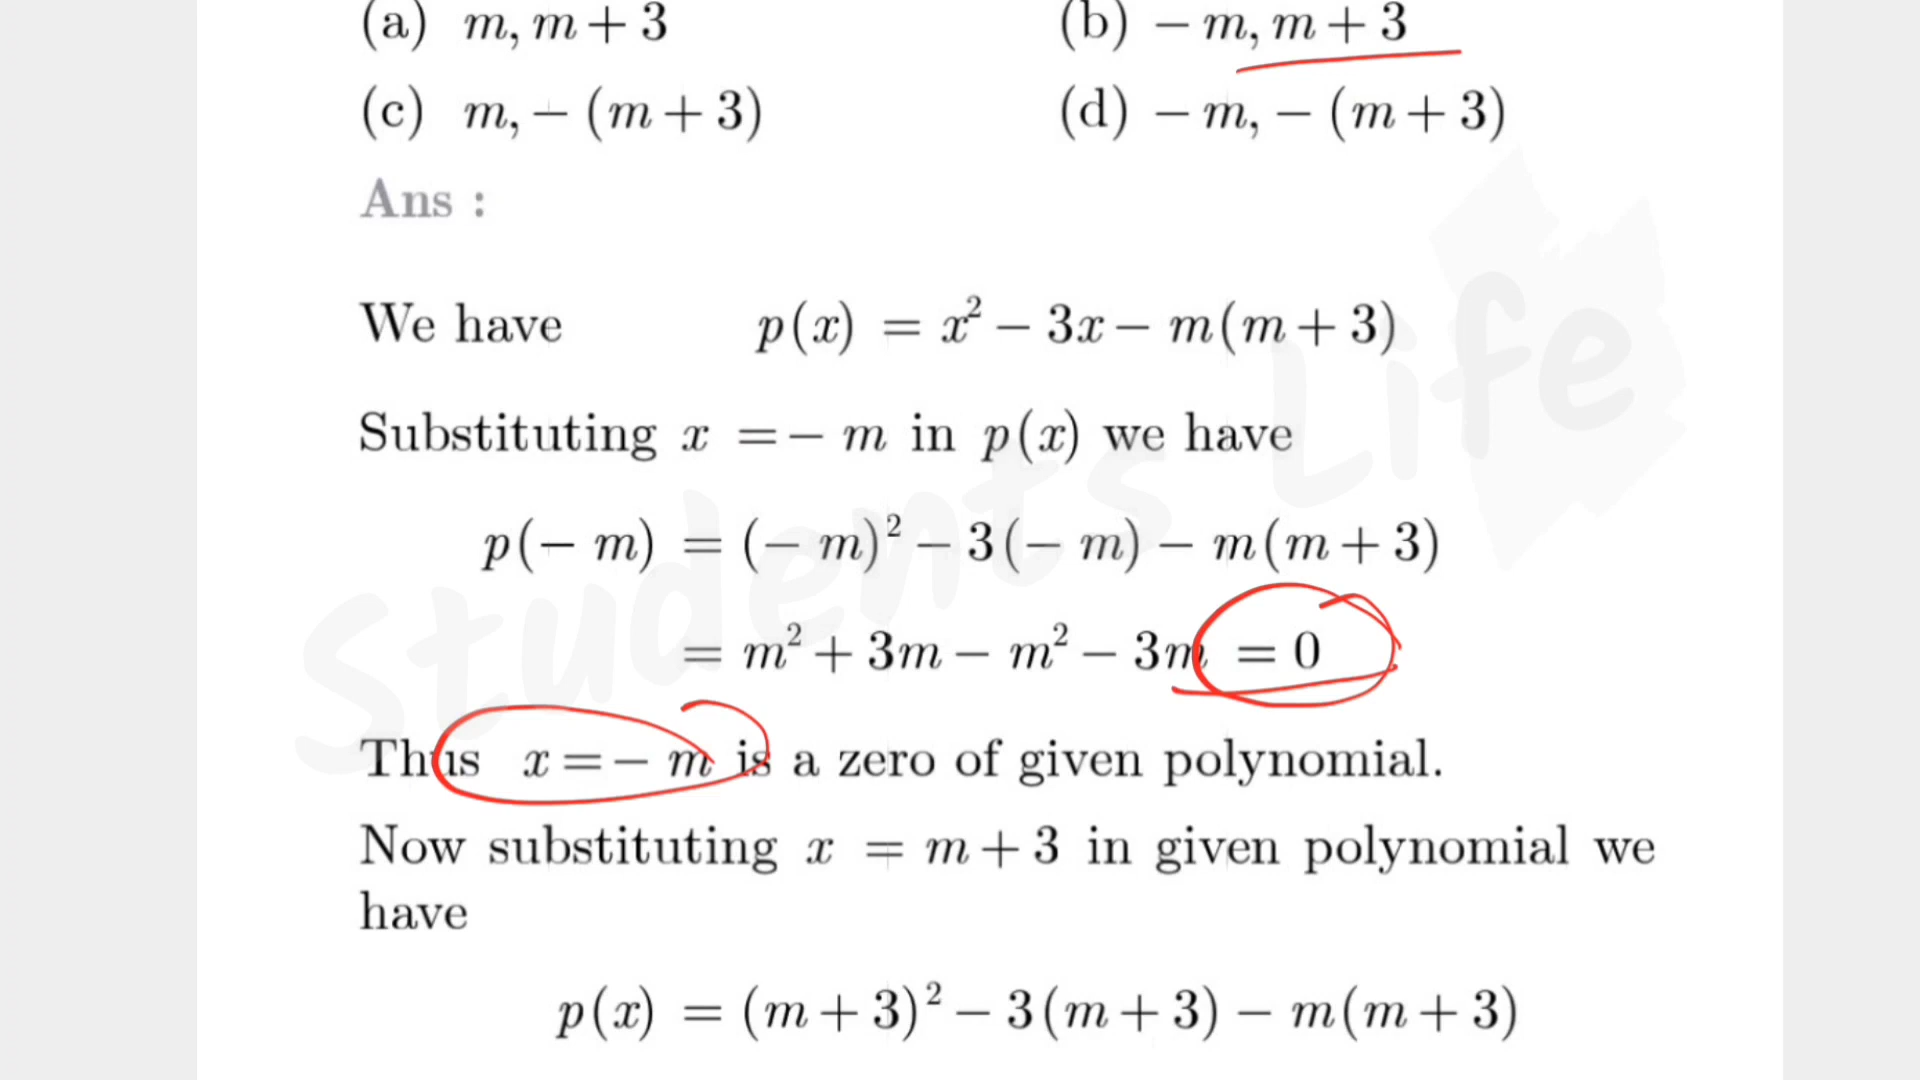 (a) m, m + 3 (b) − m, m + 3
(c) m, − (m + 3) (d) − m, − (m + 3)
Ans :
We have p(x) = x² − 3x − m(m + 3)
Substituting x = − m in p(x) we have
p(− m) = (− m)² − 3(− m) − m(m + 3)
= m² + 3m − m² − 3m = 0
Thus x = − m is a zero of given polynomial.
Now substituting x = m + 3 in given polynomial we
have
p(x) = (m + 3)² − 3(m + 3) − m(m + 3)
Students Life